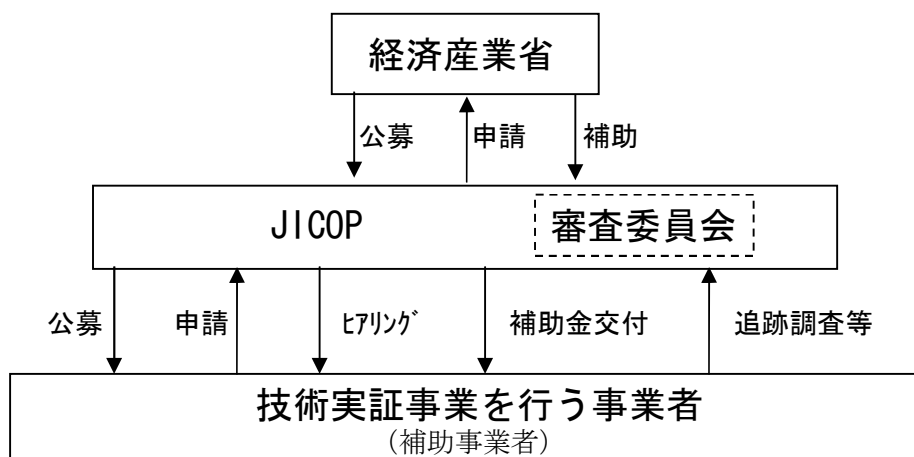 経済産業省
公募 申請 補助
JICOP 審査委員会
公募 申請 ﾋｱﾘﾝｸﾞ 補助金交付 追跡調査等
技術実証事業を行う事業者
（補助事業者）